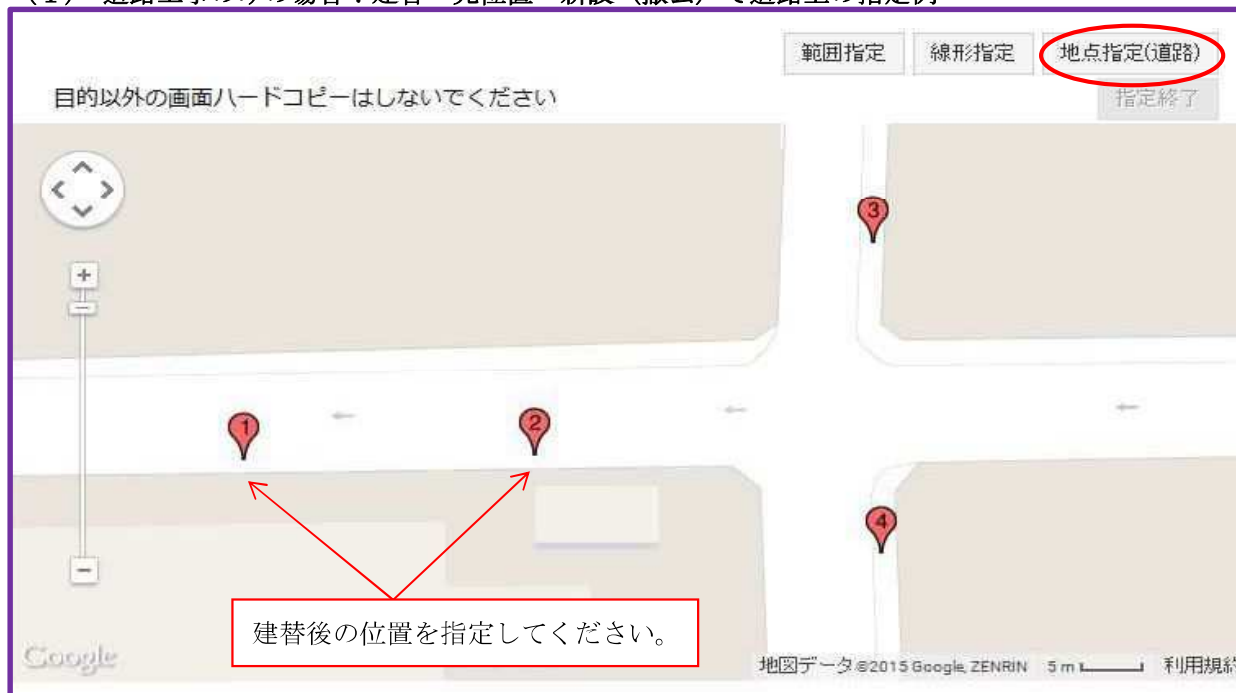 範囲指定 線形指定 地点指定(道路)
目的以外の画面ハードコピーはしないでください
指定終了
3
1
2
4
建替後の位置を指定してください。
Google
地図データ©2015 Google, ZENRIN 5 m 利用規約